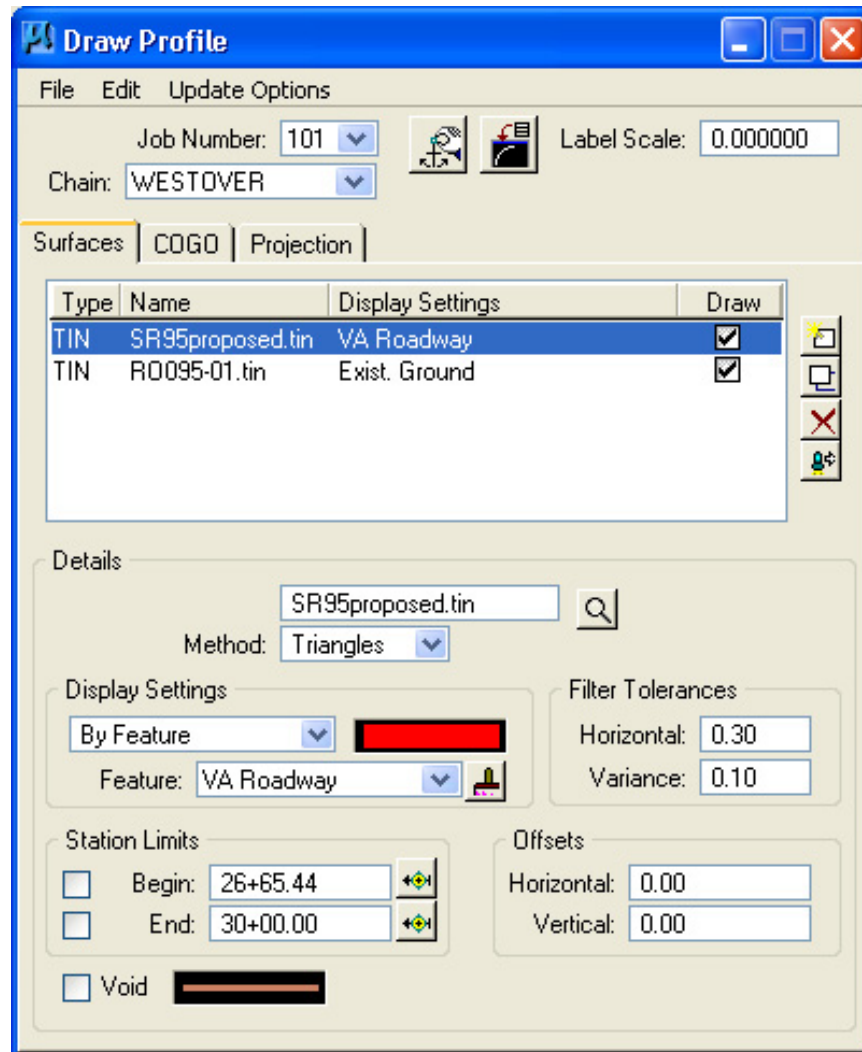 Draw Profile
File Edit Update Options
Job Number: 101 Label Scale: 0.000000
Chain: WESTOVER
Surfaces COGO Projection
Type Name Display Settings Draw
TIN SR95proposed.tin VA Roadway
TIN RO095-01.tin Exist. Ground
Details
SR95proposed.tin
Method: Triangles
Display Settings Filter Tolerances
By Feature Horizontal: 0.30
Feature: VA Roadway Variance: 0.10
Station Limits Offsets
Begin: 26+65.44 Horizontal: 0.00
End: 30+00.00 Vertical: 0.00
Void